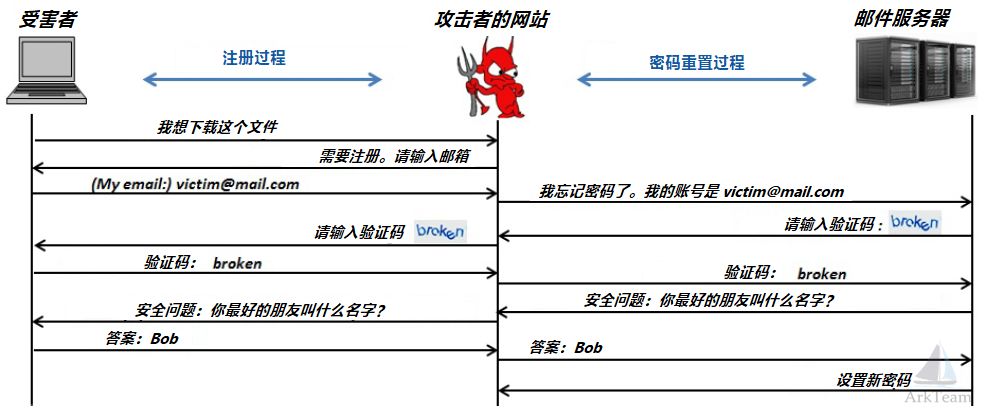 受害者
攻击者的网站
邮件服务器
注册过程
密码重置过程
我想下载这个文件
需要注册。请输入邮箱
(My email:) victim@mail.com
我忘记密码了。我的账号是 victim@mail.com
请输入验证码 broken
请输入验证码： broken
验证码： broken
验证码： broken
安全问题：你最好的朋友叫什么名字？
安全问题：你最好的朋友叫什么名字？
答案：Bob
答案：Bob
设置新密码
ArkTeam